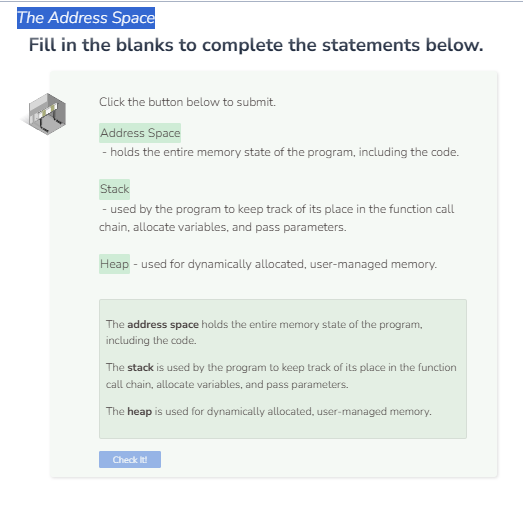 The Address Space
Fill in the blanks to complete the statements below.
Click the button below to submit.
Address Space
- holds the entire memory state of the program, including the code.
Stack
- used by the program to keep track of its place in the function call
chain, allocate variables, and pass parameters.
Heap - used for dynamically allocated, user-managed memory.
The address space holds the entire memory state of the program,
including the code.
The stack is used by the program to keep track of its place in the function
call chain, allocate variables, and pass parameters.
The heap is used for dynamically allocated, user-managed memory.
Check It!